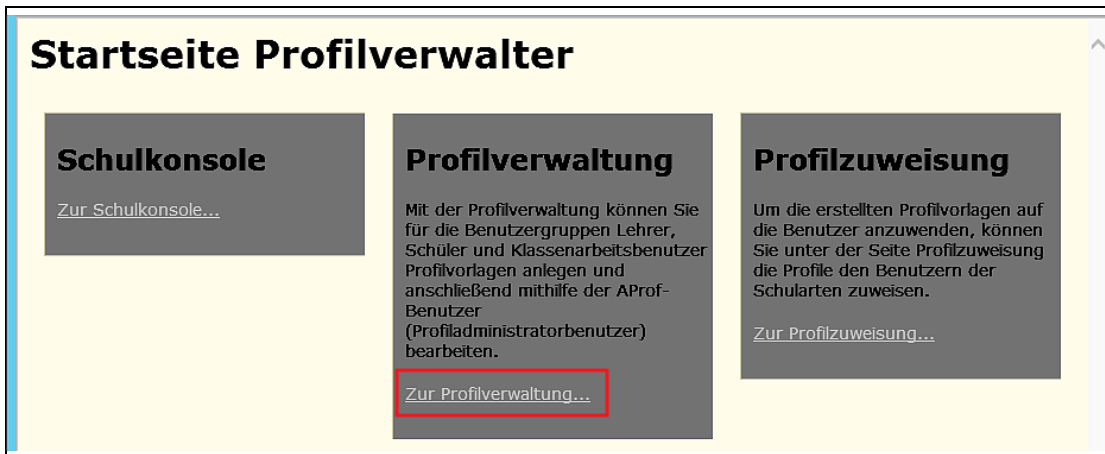 Startseite Profilverwalter
Schulkonsole
Zur Schulkonsole...
Profilverwaltung
Mit der Profilverwaltung können Sie
für die Benutzergruppen Lehrer,
Schüler und Klassenarbeitsbenutzer
Profilvorlagen anlegen und
anschließend mithilfe der AProf-
Benutzer
(Profiladministratorbenutzer)
bearbeiten.
Zur Profilverwaltung...
Profilzuweisung
Um die erstellten Profilvorlagen auf
die Benutzer anzuwenden, können
Sie unter der Seite Profilzuweisung
die Profile den Benutzern der
Schularten zuweisen.
Zur Profilzuweisung...